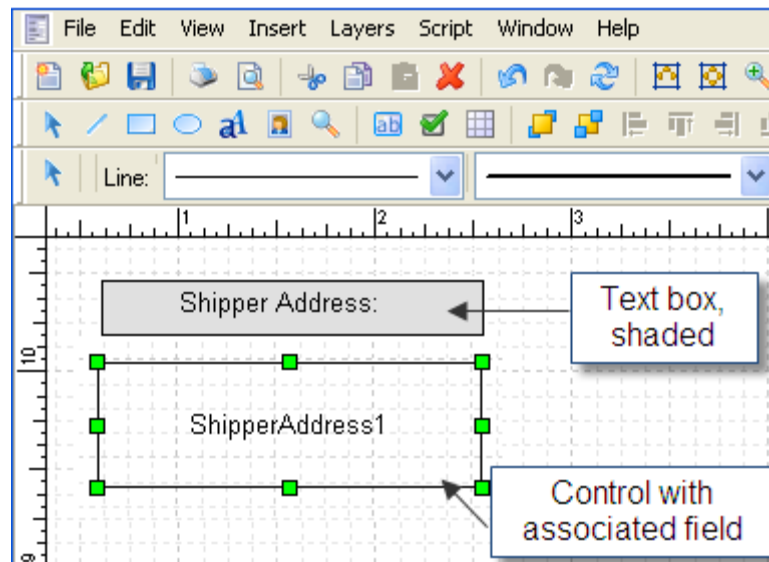 File Edit View Insert Layers Script Window Help
a
ab
Line:
1 2 3
Shipper Address:
Text box,
shaded
10
ShipperAddress1
Control with
associated field
9